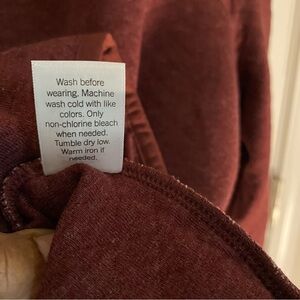 Wash before
wearing. Machine
wash cold with like
colors. Only
non-chlorine bleach
when needed.
Tumble dry low.
Warm iron if
needed.